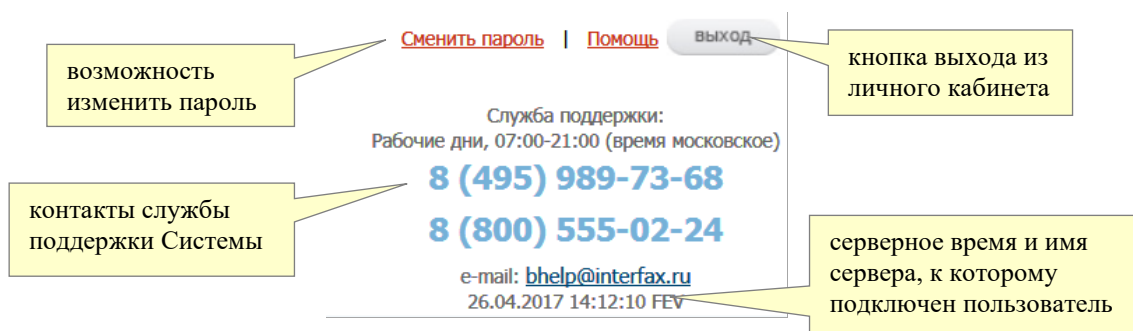 Сменить пароль | Помощь выход
возможность
изменить пароль
кнопка выхода из
личного кабинета
Служба поддержки:
Рабочие дни, 07:00-21:00 (время московское)
8 (495) 989-73-68
8 (800) 555-02-24
контакты службы
поддержки Системы
e-mail: bhelp@interfax.ru
26.04.2017 14:12:10 FEV
серверное время и имя
сервера, к которому
подключен пользователь